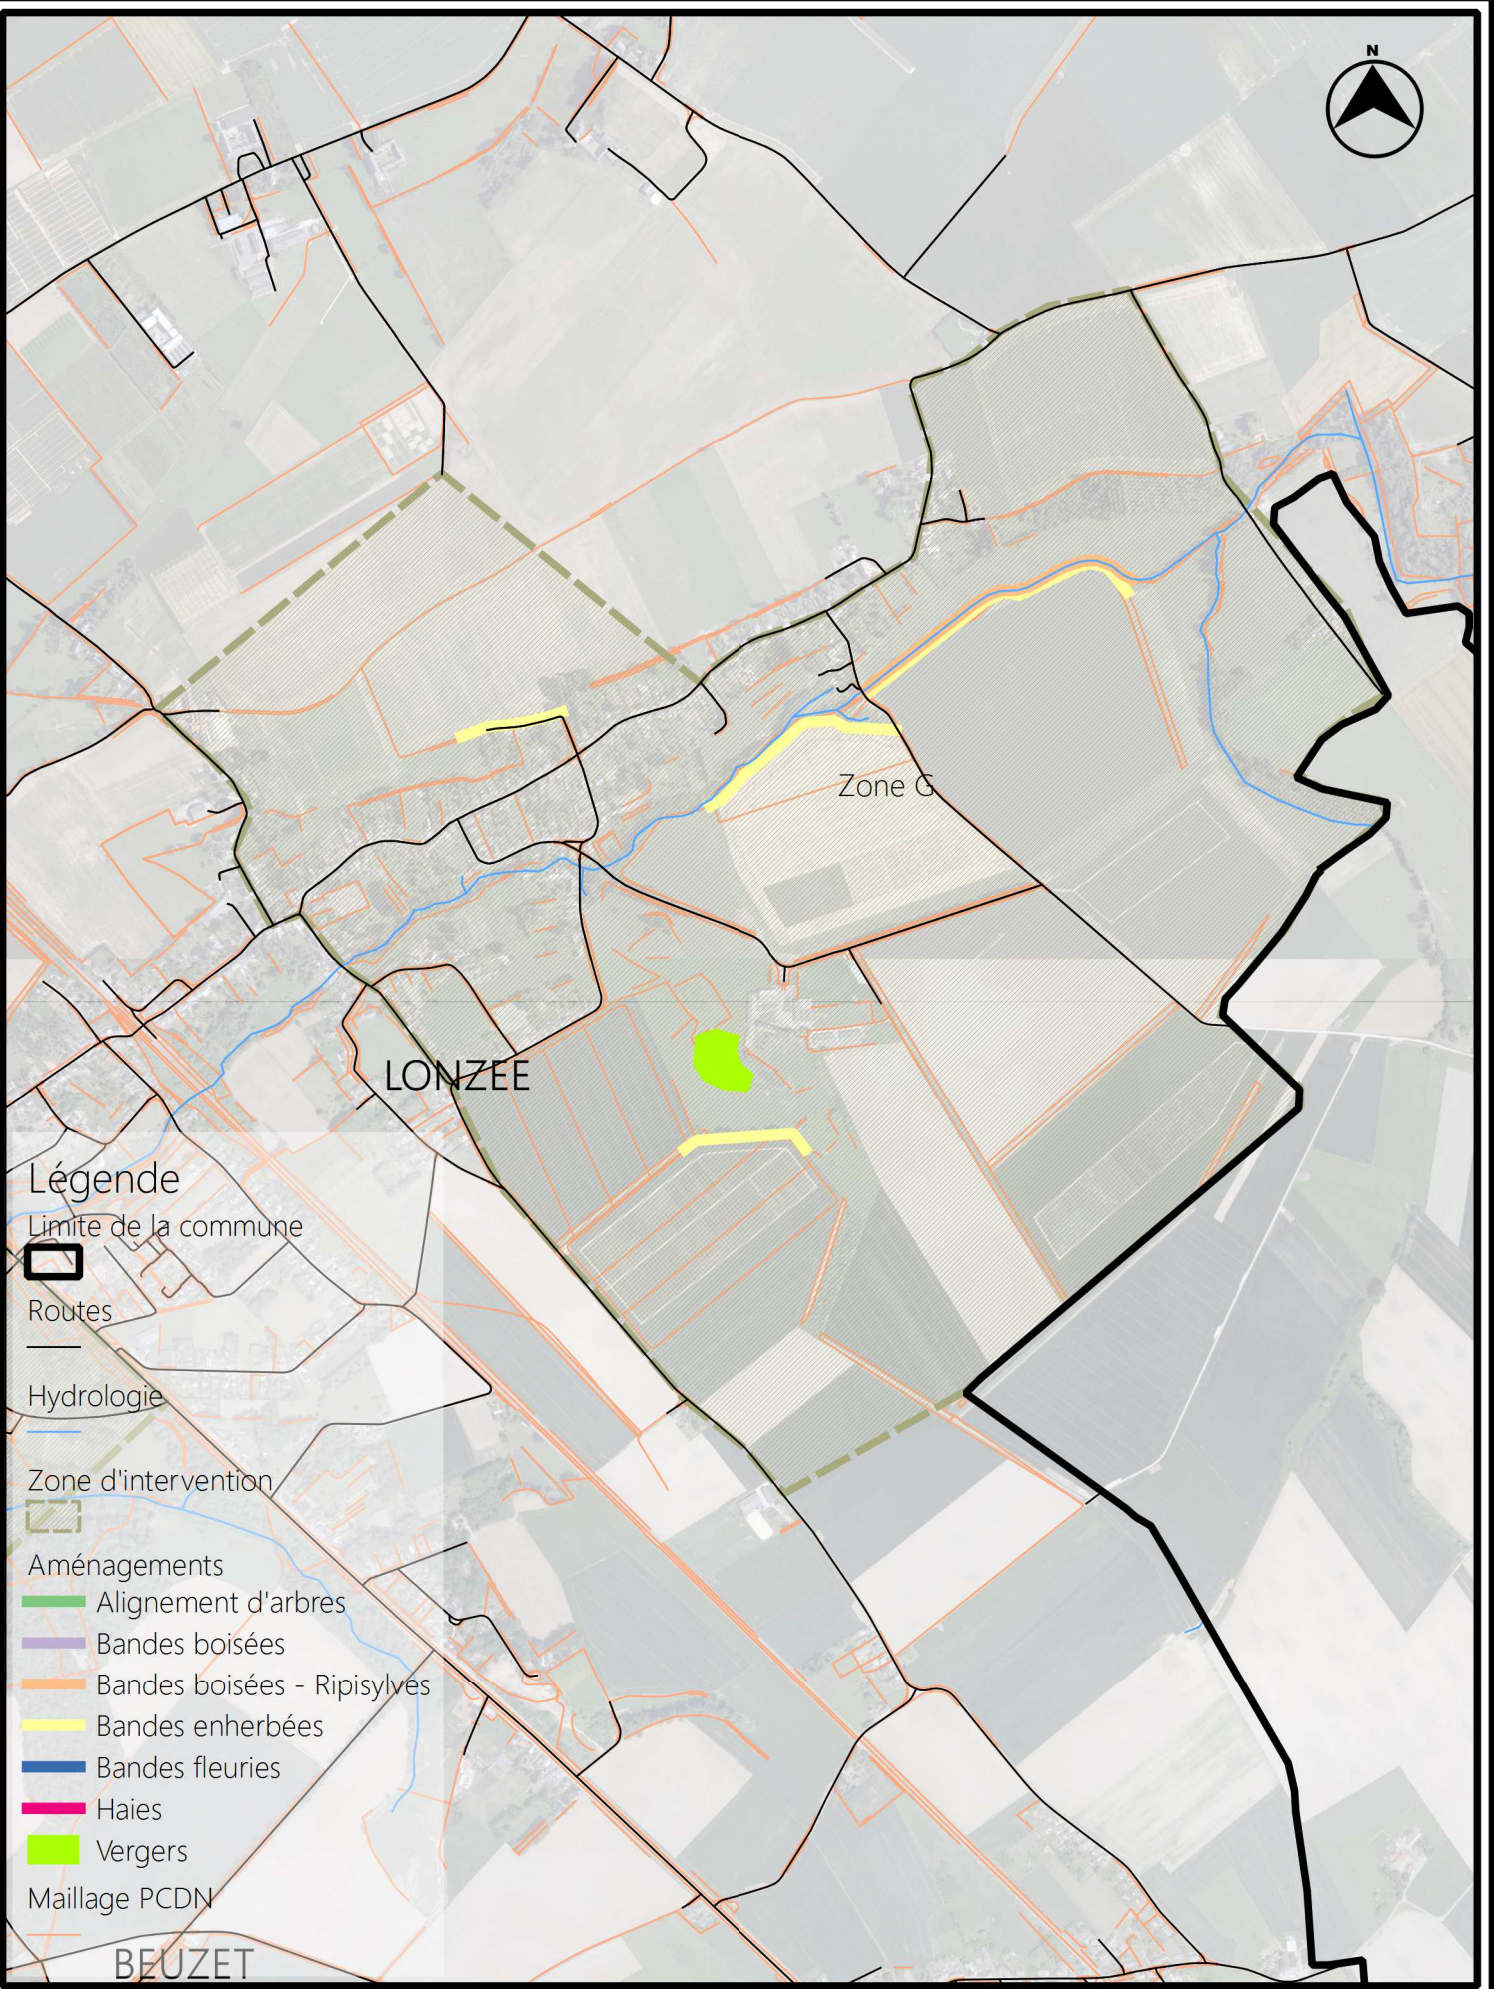 N
Zone G
LONZEE
Légende
Limite de la commune
Routes
Hydrologie
Zone d'intervention
Aménagements
Alignement d'arbres
Bandes boisées
Bandes boisées - Ripisylves
Bandes enherbées
Bandes fleuries
Haies
Vergers
Maillage PCDN
BEUZET